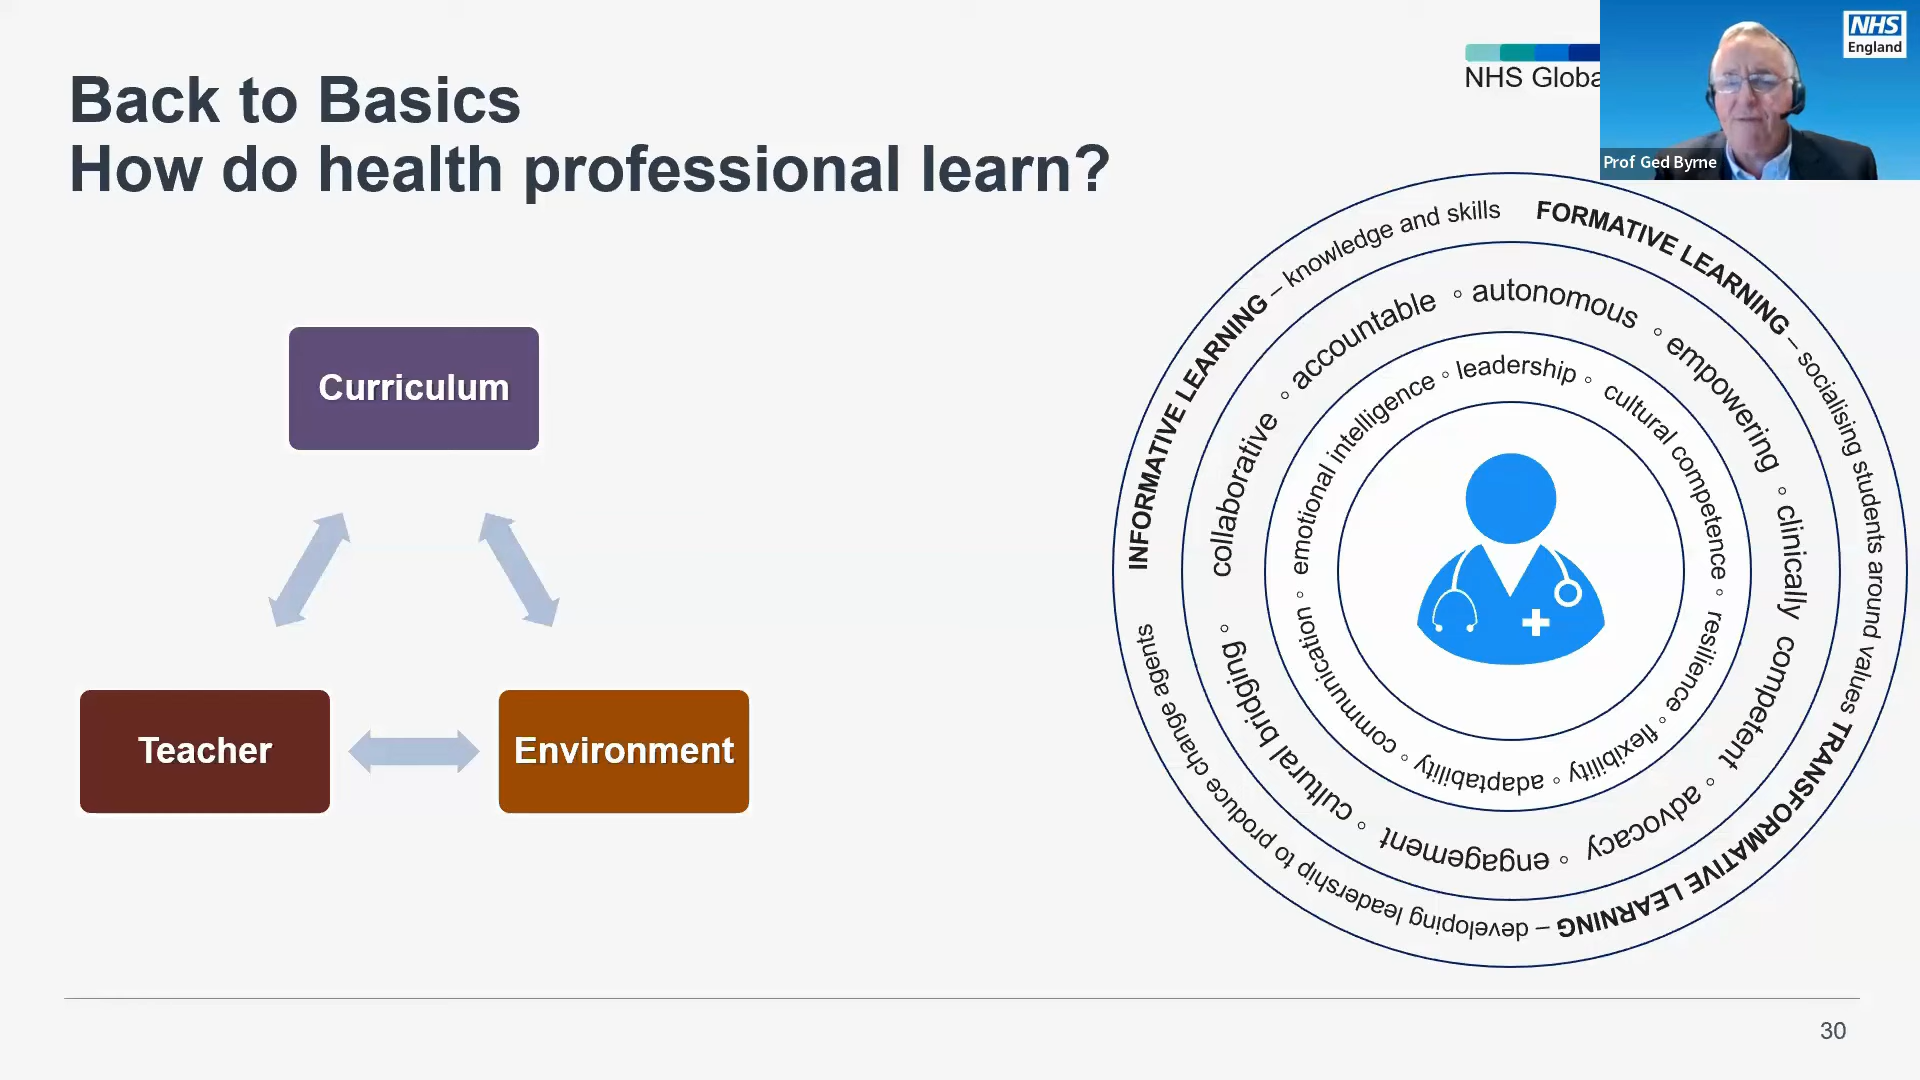 Back to Basics
How do health professional learn?
NHS Globa
NHS
England
Prof Ged Byrne
Curriculum
Teacher
Environment
INFORMATIVE LEARNING – knowledge and skills
FORMATIVE LEARNING – socialising students around values
TRANSFORMATIVE LEARNING – developing leadership to produce change agents
collaborative ◦ accountable ◦ autonomous ◦ empowering ◦ clinically competent ◦ advocacy ◦ engagement ◦ cultural bridging ◦
emotional intelligence ◦ leadership ◦ cultural competence ◦ resilience ◦ flexibility ◦ adaptability ◦ communication ◦
30